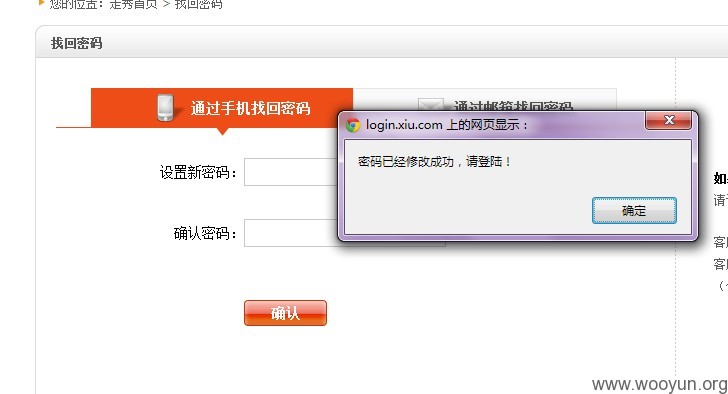 您的位置：走秀首页 > 找回密码
找回密码
通过手机找回密码
通过邮箱找回密码
login.xiu.com 上的网页显示：
密码已经修改成功，请登陆！
确定
设置新密码：
确认密码：
确认
如
请
客
客
（
www.wooyun.org